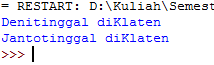 = RESTART: D:\Kuliah\Semest
Denitinggal diKlaten
Jantotinggal diKlaten
>>>